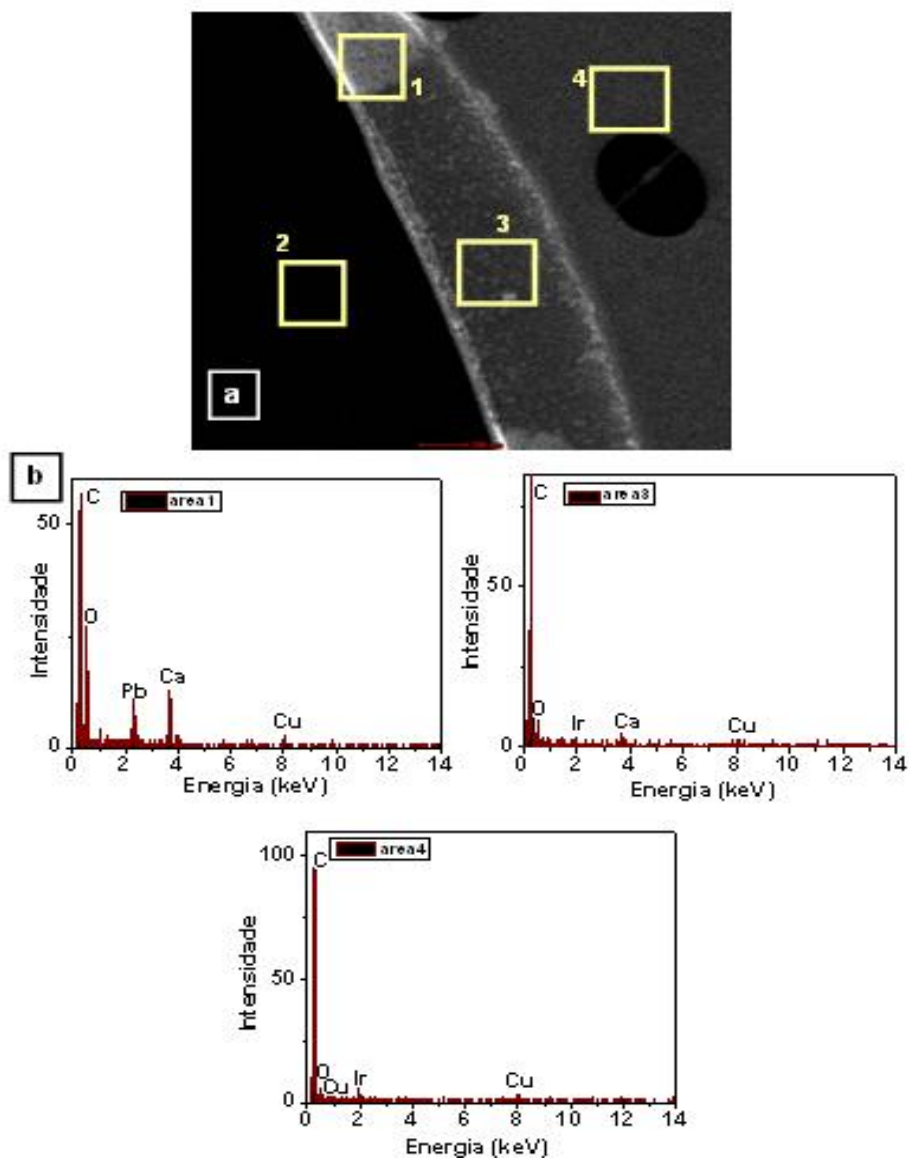 1
4
3
2
a
b
area1
C
50
O
Pb
Ca
Cu
0
Intensidade
0 2 4 6 8 10 12 14
Energia (keV)
area3
C
50
O
Ir
Ca
Cu
0
Intensidade
0 2 4 6 8 10 12 14
Energia (keV)
area4
100
C
50
O
Cu
Ir
Cu
0
Intensidade
0 2 4 6 8 10 12 14
Energia (keV)